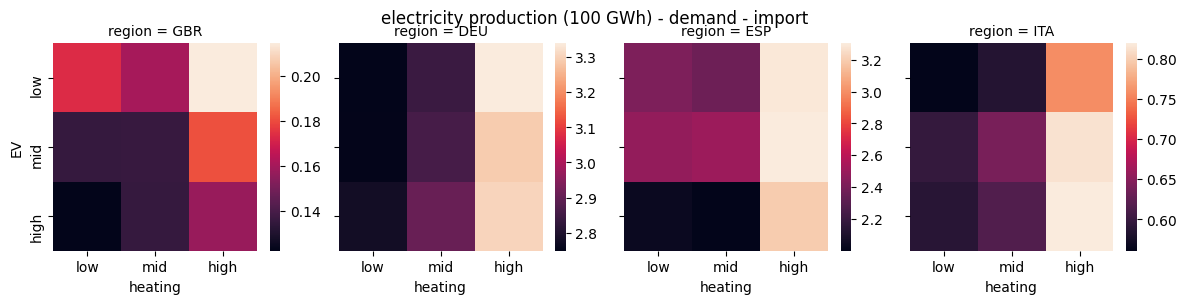 electricity production (100 GWh) - demand - import
region = GBR
region = DEU
region = ESP
region = ITA
EV
low
mid
high
low
mid
high
heating
0.20
0.18
0.16
0.14
low
mid
high
heating
3.3
3.2
3.1
3.0
2.9
2.8
low
mid
high
heating
3.2
3.0
2.8
2.6
2.4
2.2
low
mid
high
heating
0.80
0.75
0.70
0.65
0.60